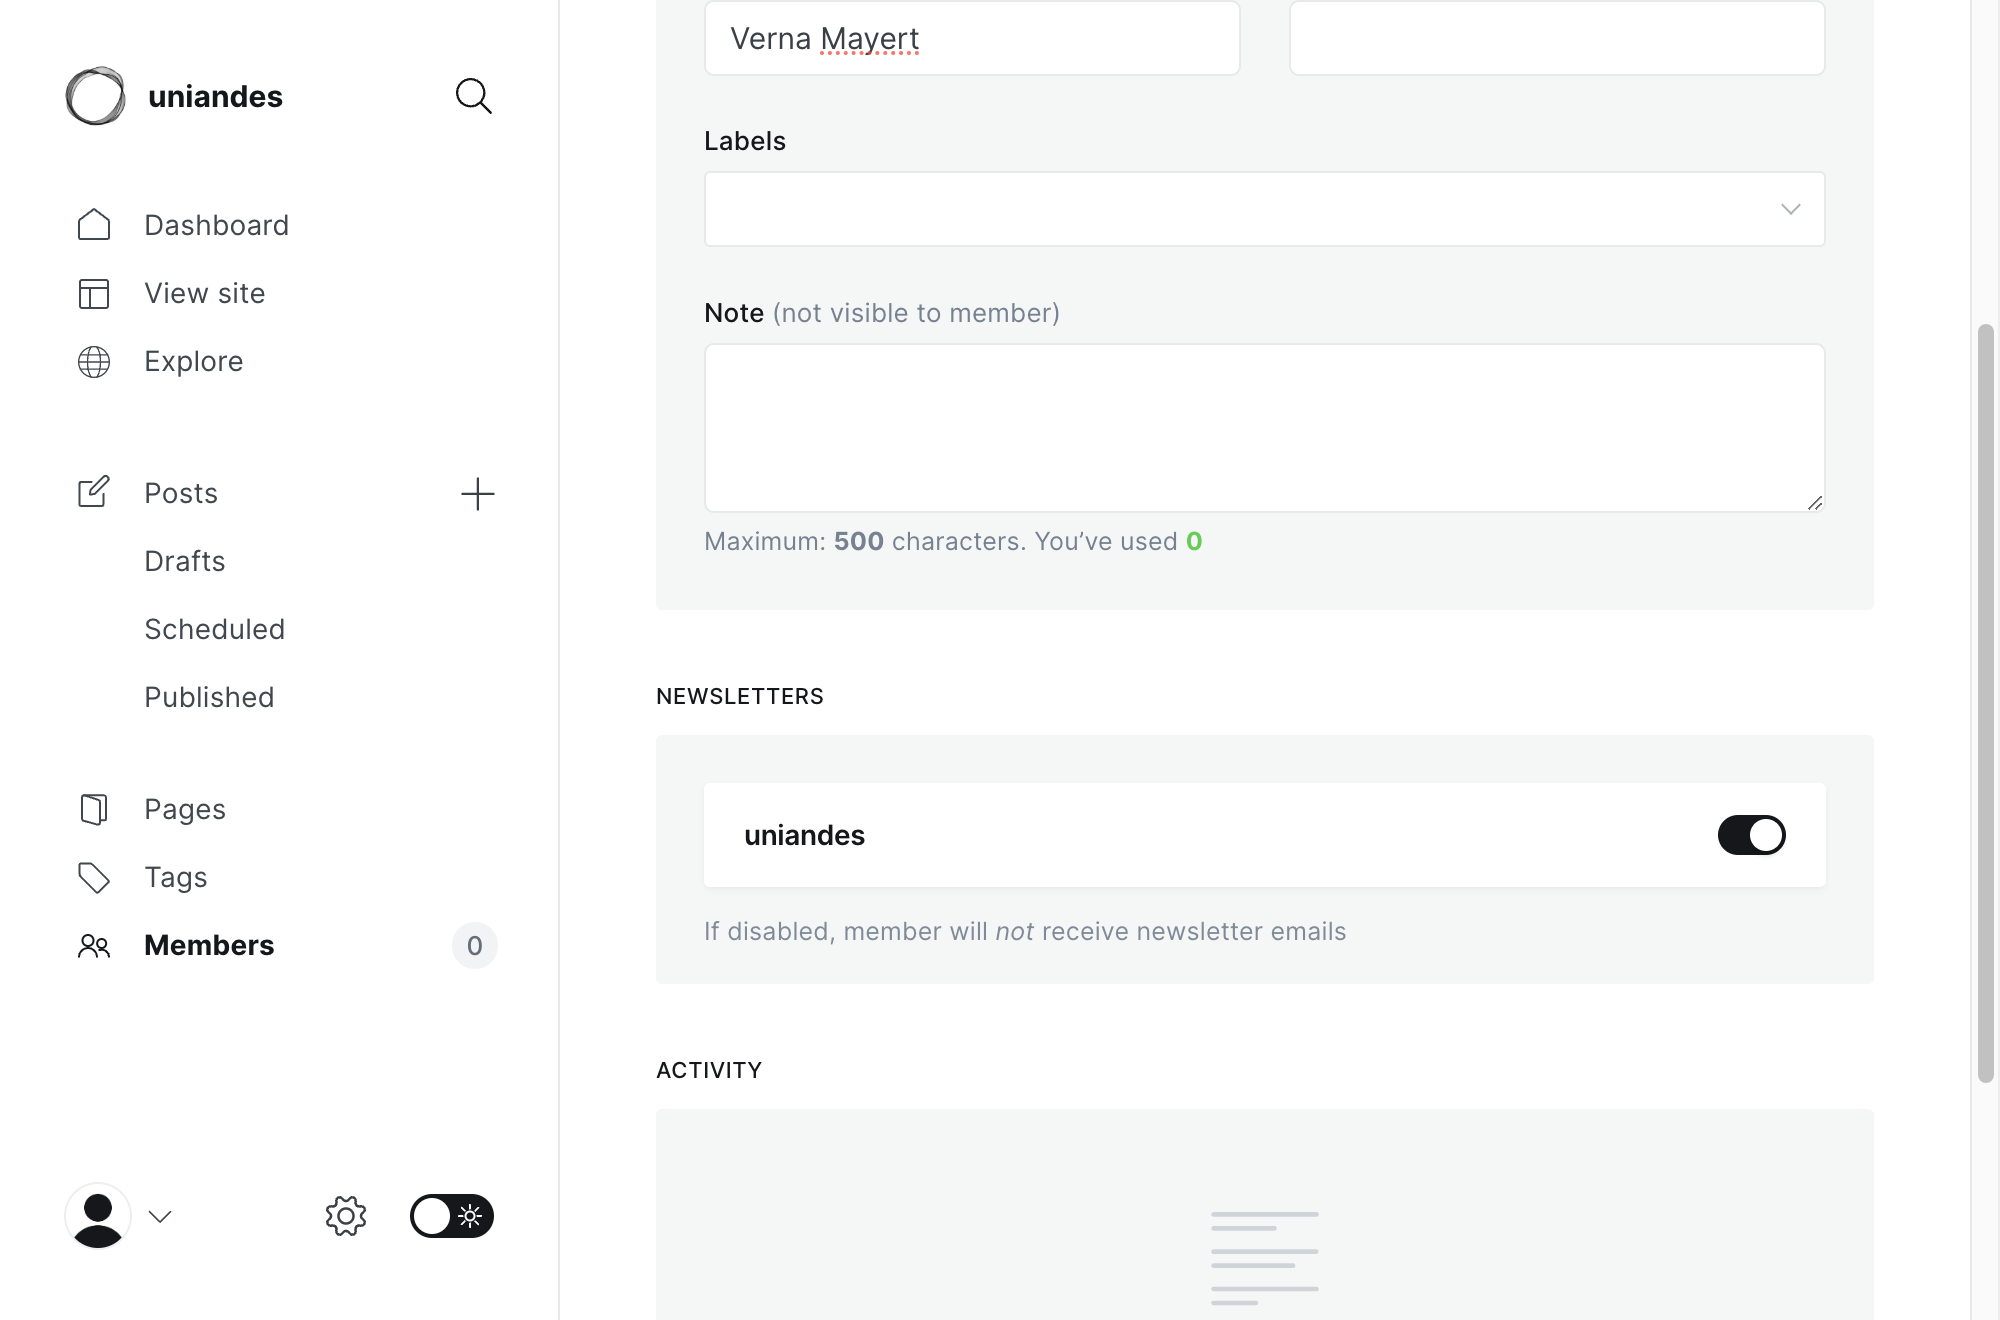 uniandes
Dashboard
View site
Explore
Posts
Drafts
Scheduled
Published
Pages
Tags
Members
0
Verna Mayert
Labels
Note (not visible to member)
Maximum: 500 characters. You’ve used 0
NEWSLETTERS
uniandes
If disabled, member will not receive newsletter emails
ACTIVITY